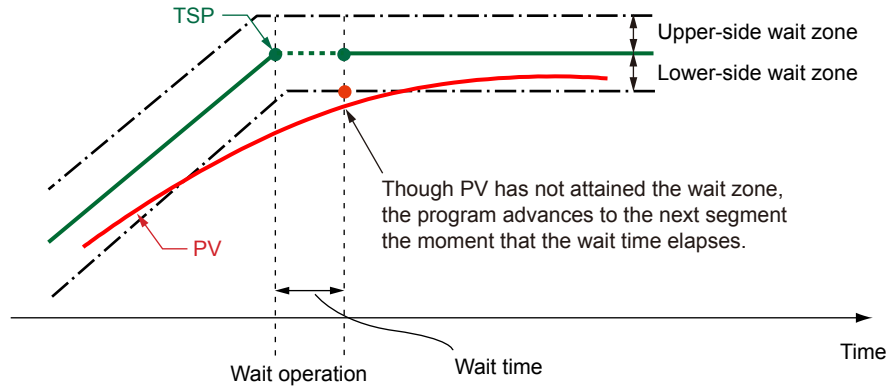 TSP
Upper-side wait zone
Lower-side wait zone
Though PV has not attained the wait zone,
the program advances to the next segment
the moment that the wait time elapses.
PV
Time
Wait time
Wait operation